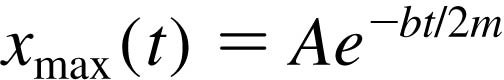 x_max(t) = Ae^{-bt/2m}